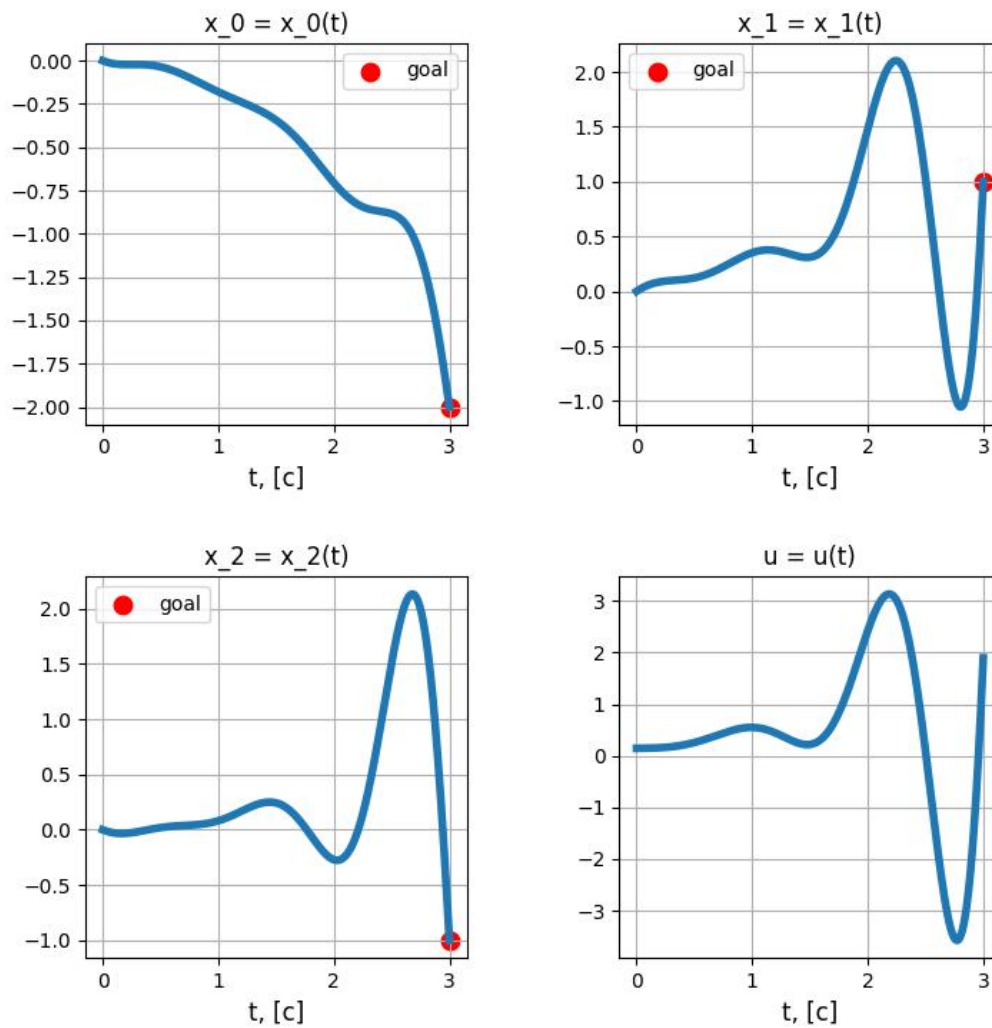 x_0 = x_0(t)
goal
0.00
−0.25
−0.50
−0.75
−1.00
−1.25
−1.50
−1.75
−2.00
0 1 2 3
t, [c]
x_1 = x_1(t)
goal
2.0
1.5
1.0
0.5
0.0
−0.5
−1.0
0 1 2 3
t, [c]
x_2 = x_2(t)
goal
2.0
1.5
1.0
0.5
0.0
−0.5
−1.0
0 1 2 3
t, [c]
u = u(t)
3
2
1
0
−1
−2
−3
0 1 2 3
t, [c]